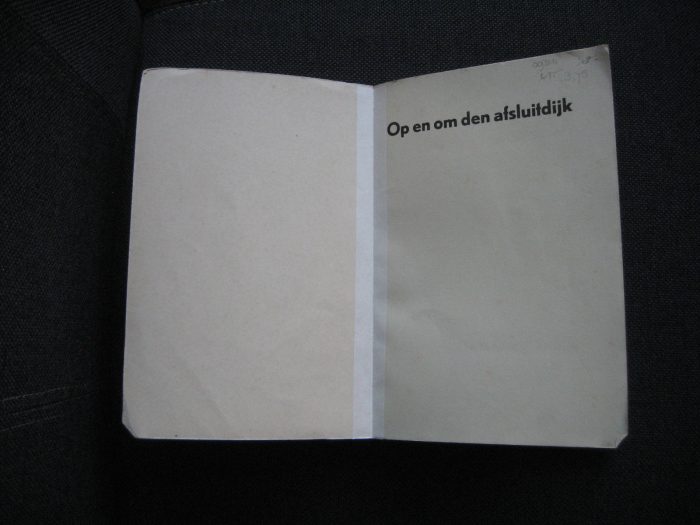 Op en om den afsluitdijk